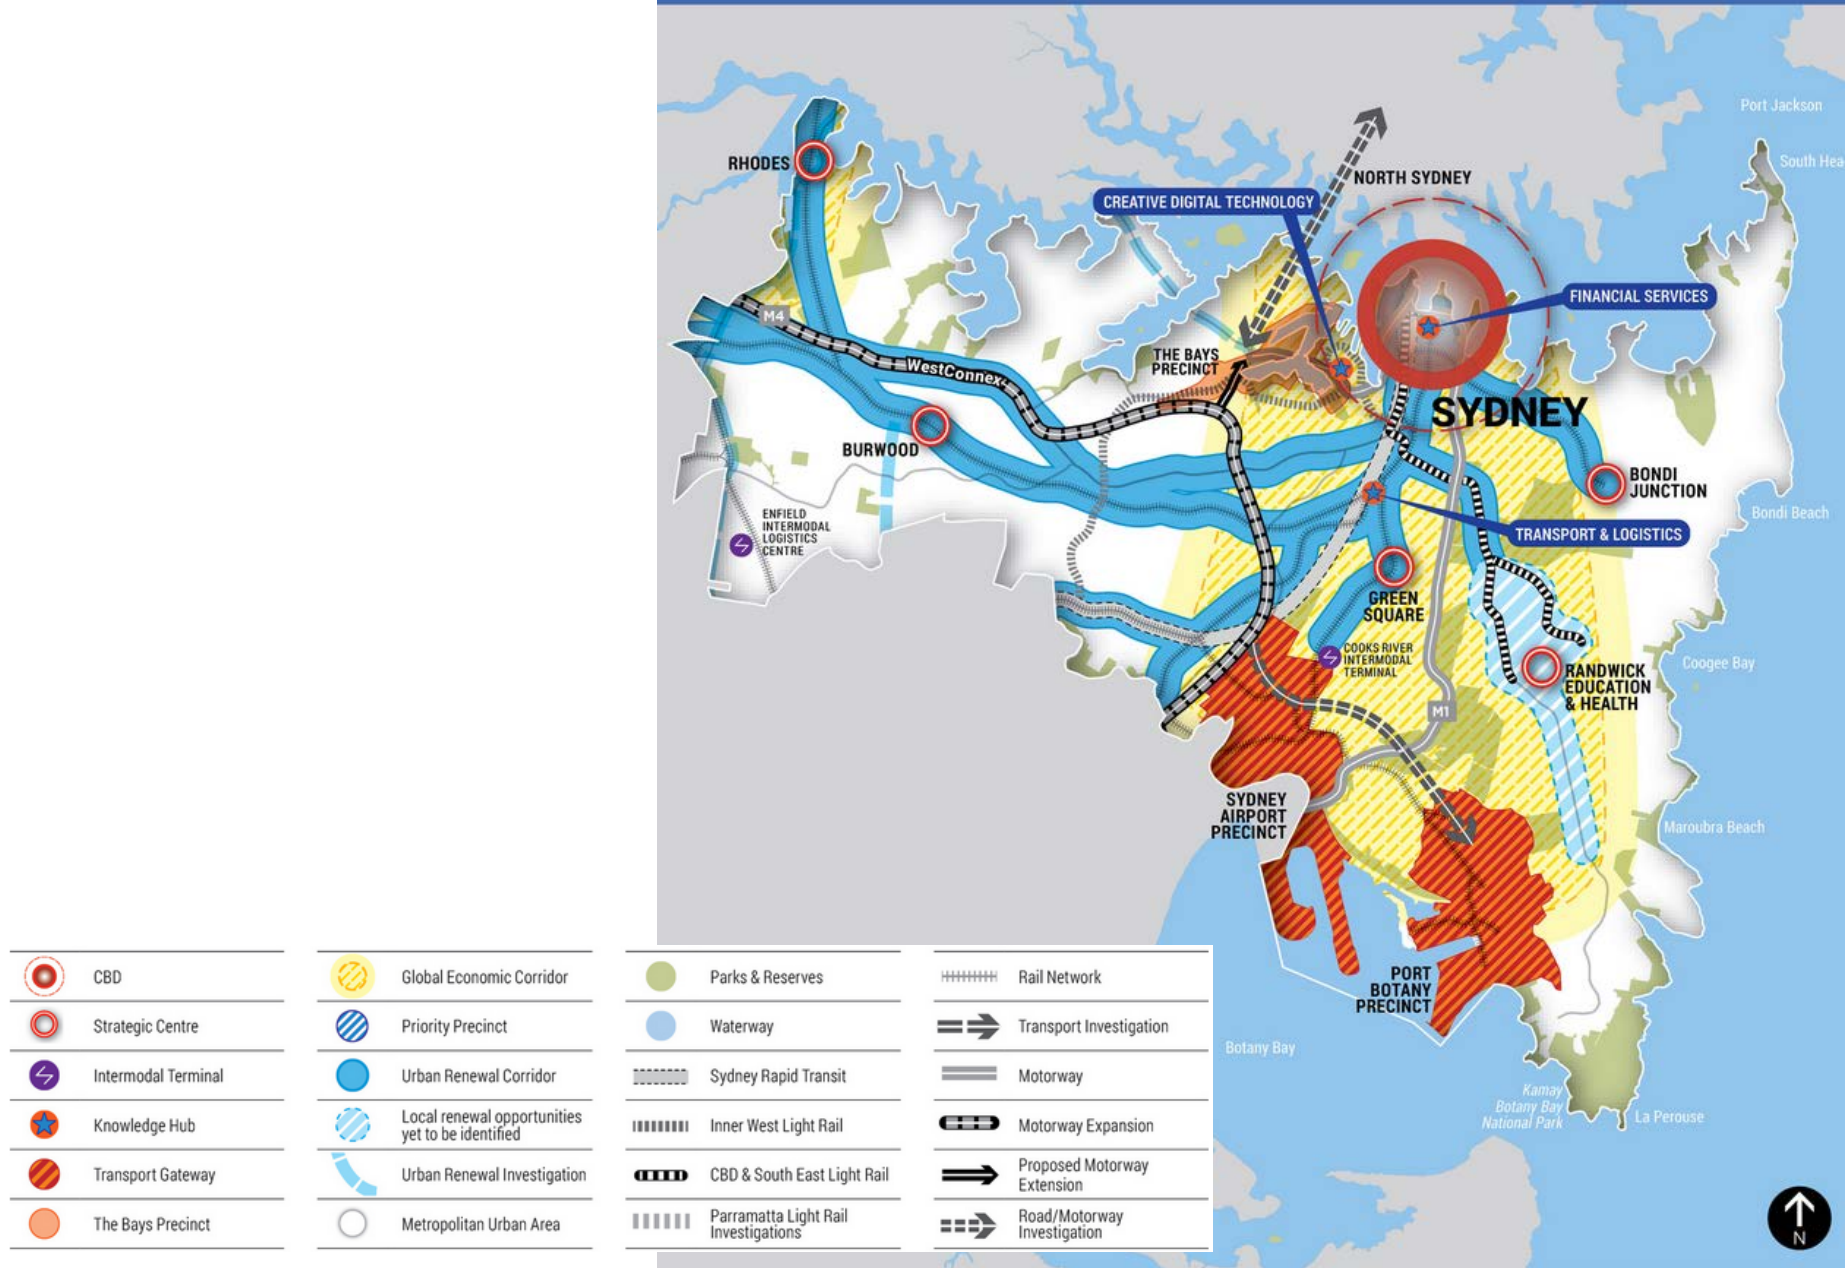 Port Jackson
South Hea
RHODES
NORTH SYDNEY
CREATIVE DIGITAL TECHNOLOGY
FINANCIAL SERVICES
M4
WestConnex
THE BAYS
PRECINCT
SYDNEY
BURWOOD
BONDI
JUNCTION
Bondi Beach
ENFIELD
INTERMODAL
LOGISTICS
CENTRE
TRANSPORT & LOGISTICS
GREEN
SQUARE
COOKS RIVER
INTERMODAL
TERMINAL
RANDWICK
EDUCATION
& HEALTH
Coogee Bay
M1
SYDNEY
AIRPORT
PRECINCT
Maroubra Beach
PORT
BOTANY
PRECINCT
Botany Bay
Kamay
Botany Bay
National Park
La Perouse
N
CBD
Strategic Centre
Intermodal Terminal
Knowledge Hub
Transport Gateway
The Bays Precinct
Global Economic Corridor
Priority Precinct
Urban Renewal Corridor
Local renewal opportunities
yet to be identified
Urban Renewal Investigation
Metropolitan Urban Area
Parks & Reserves
Waterway
Sydney Rapid Transit
Inner West Light Rail
CBD & South East Light Rail
Parramatta Light Rail
Investigations
Rail Network
Transport Investigation
Motorway
Motorway Expansion
Proposed Motorway
Extension
Road/Motorway
Investigation